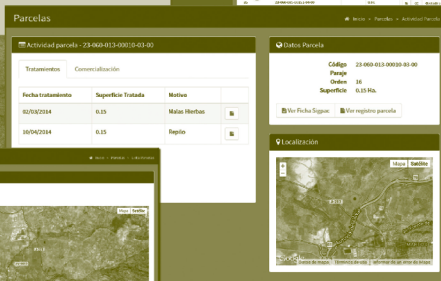 Parcelas
Inicio > Parcelas > Actividad Parcela
Actividad parcela - 23-060-013-00010-03-00
Tratamientos Comercialización
Fecha tratamiento Superficie Tratada Motivo
02/03/2014 0.15 Malas Hierbas
10/04/2014 0.15 Repilo
Datos Parcela
Código 23-060-013-00010-03-00
Paraje
Orden 16
Superficie 0.15 Ha.
Ver Ficha Sigpac Ver registro parcela
Localización
Mapa Satélite
Google
Mapa Satélite